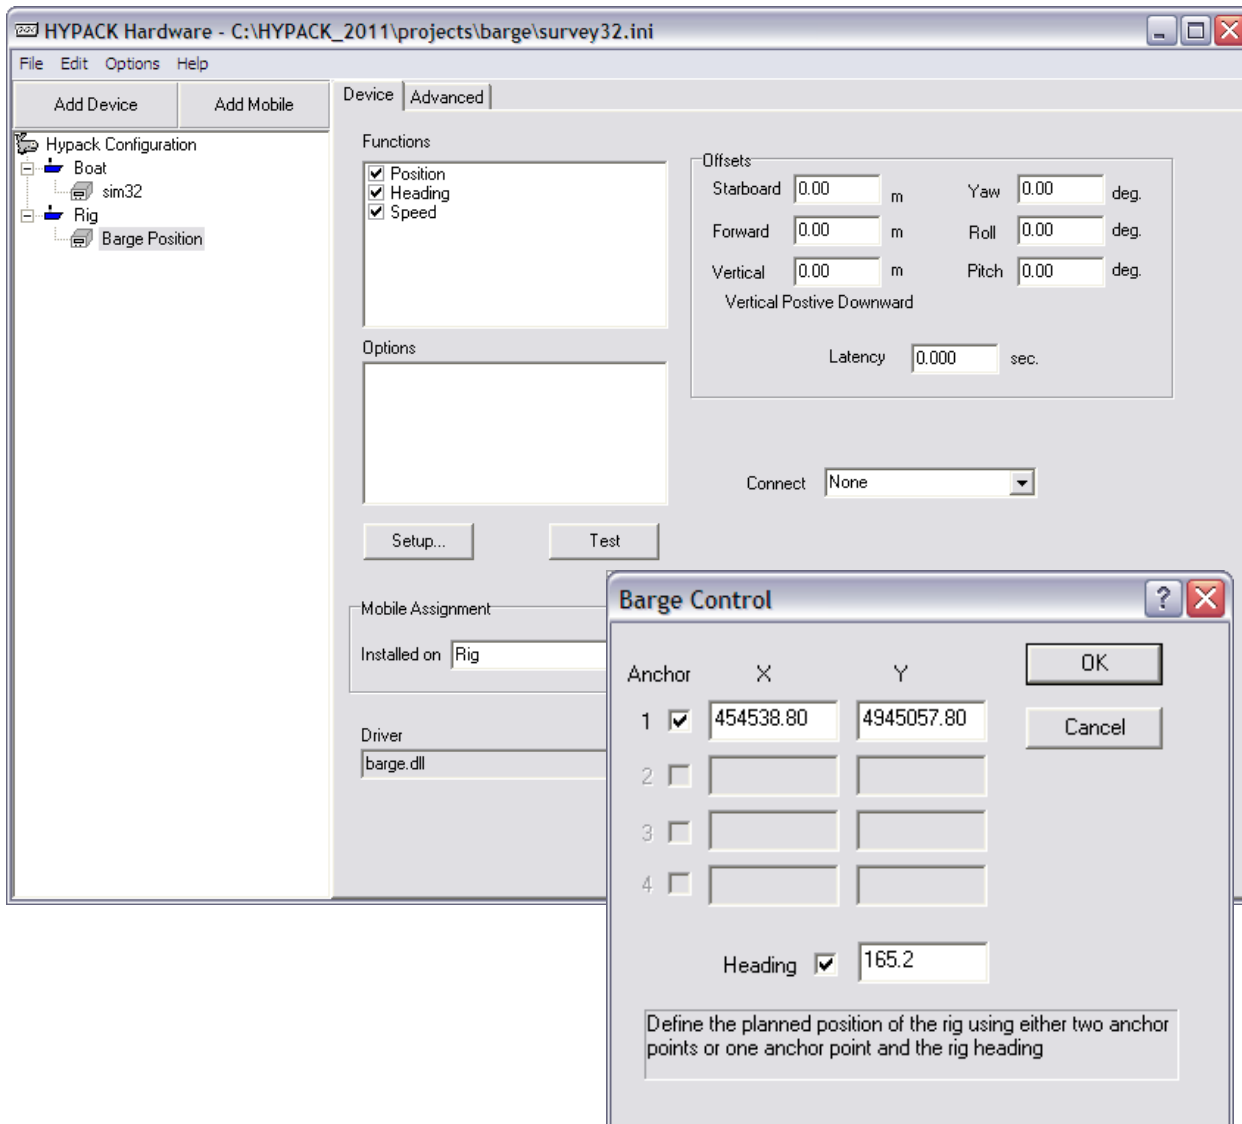 HYPACK Hardware - C:\HYPACK_2011\projects\barge\survey32.ini
File Edit Options Help
Add Device Add Mobile
Hypack Configuration
Boat
sim32
Rig
Barge Position
Device Advanced
Functions
Position
Heading
Speed
Offsets
Starboard 0.00 m Yaw 0.00 deg.
Forward 0.00 m Roll 0.00 deg.
Vertical 0.00 m Pitch 0.00 deg.
Vertical Postive Downward
Latency 0.000 sec.
Options
Connect None
Setup... Test
Mobile Assignment
Installed on Rig
Driver
barge.dll
Barge Control
Anchor X Y
1 454538.80 4945057.80
2
3
4
Heading 165.2
OK
Cancel
Define the planned position of the rig using either two anchor
points or one anchor point and the rig heading